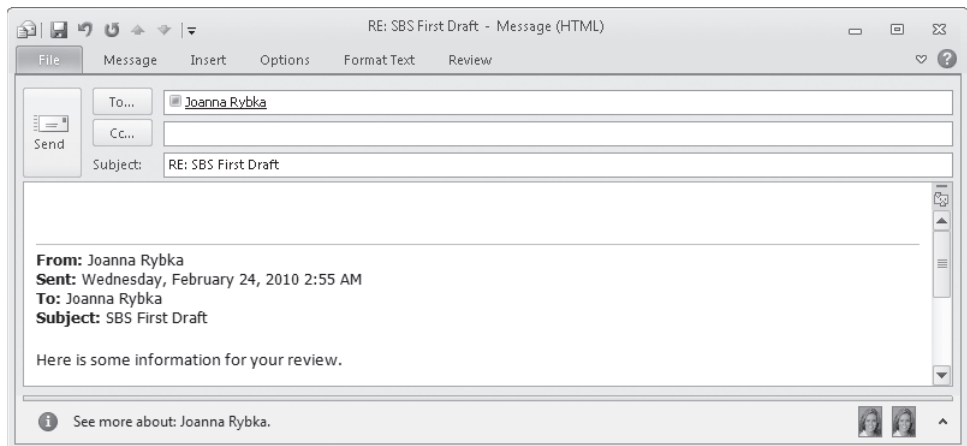 RE: SBS First Draft - Message (HTML)
File Message Insert Options Format Text Review
To... Joanna Rybka
Cc...
Send
Subject: RE: SBS First Draft
From: Joanna Rybka
Sent: Wednesday, February 24, 2010 2:55 AM
To: Joanna Rybka
Subject: SBS First Draft
Here is some information for your review.
See more about: Joanna Rybka.